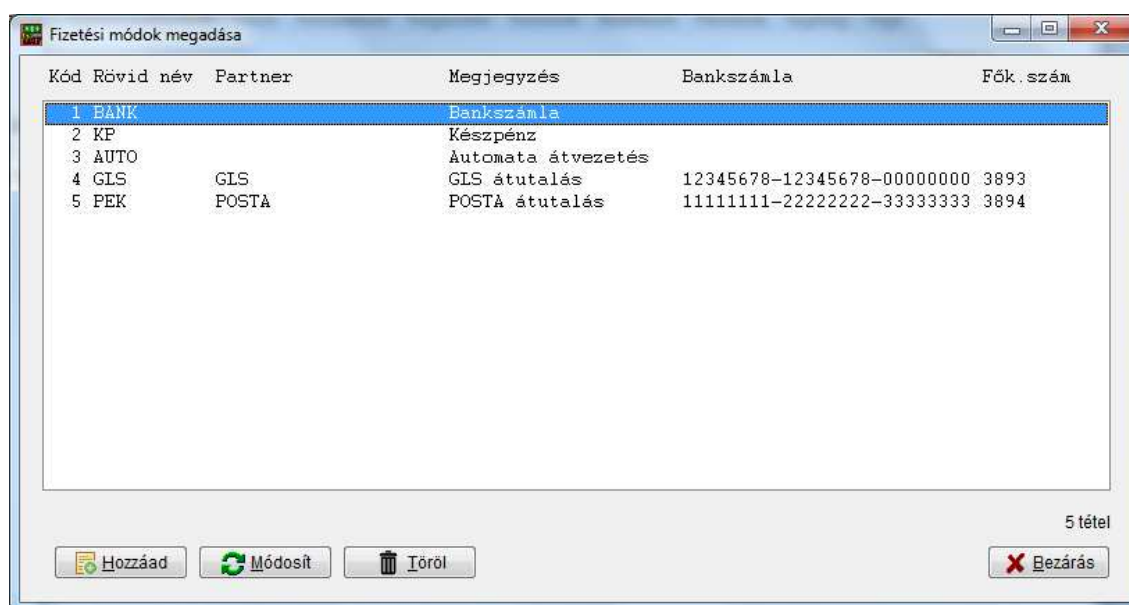 Fizetési módok megadása
Kód Rövid név Partner Megjegyzés Bankszámla Fők.szám
1 BANK Bankszámla
2 KP Készpénz
3 AUTO Automata átvezetés
4 GLS GLS GLS átutalás 12345678-12345678-00000000 3893
5 PEK POSTA POSTA átutalás 11111111-22222222-33333333 3894
5 tétel
Hozzáad Módosít Töröl Bezárás